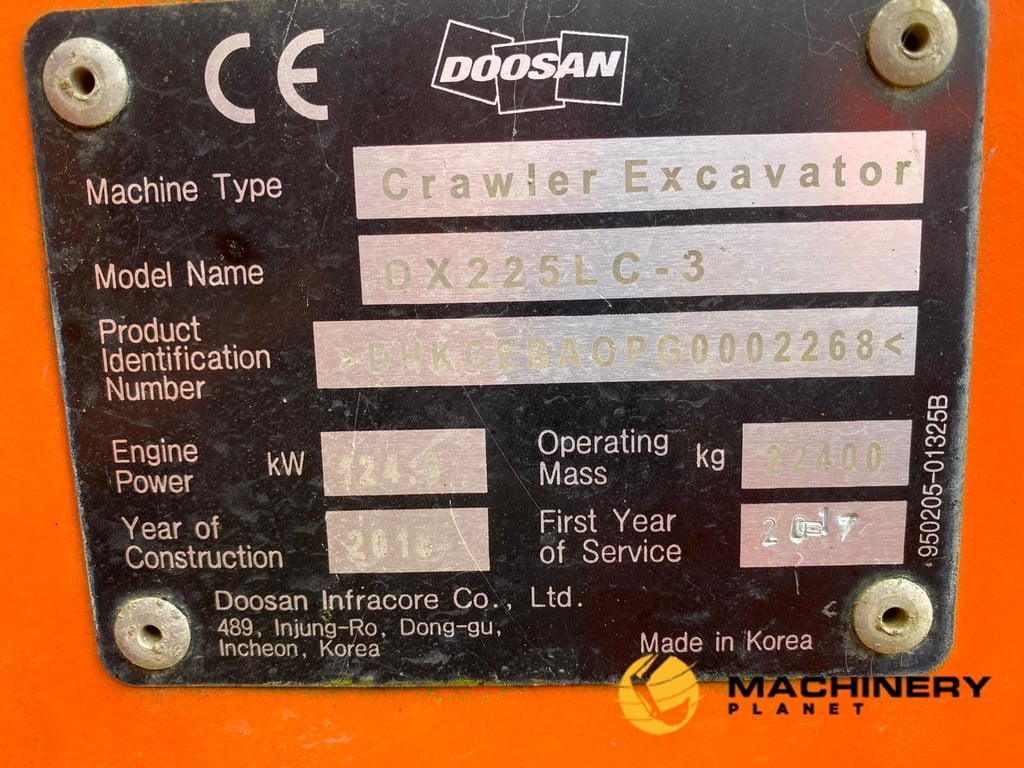 CE DOOSAN
Machine Type Crawler Excavator
Model Name DX225LC-3
Product
Identification
Number >DHKCEBAOPG0002268<
Engine
Power kW
Operating
Mass kg 22400
Year of
Construction
First Year
of Service 2017
Doosan Infracore Co., Ltd.
489, Injung-Ro, Dong-gu,
Incheon, Korea
Made in Korea
950205-01325B
MACHINERY
PLANET